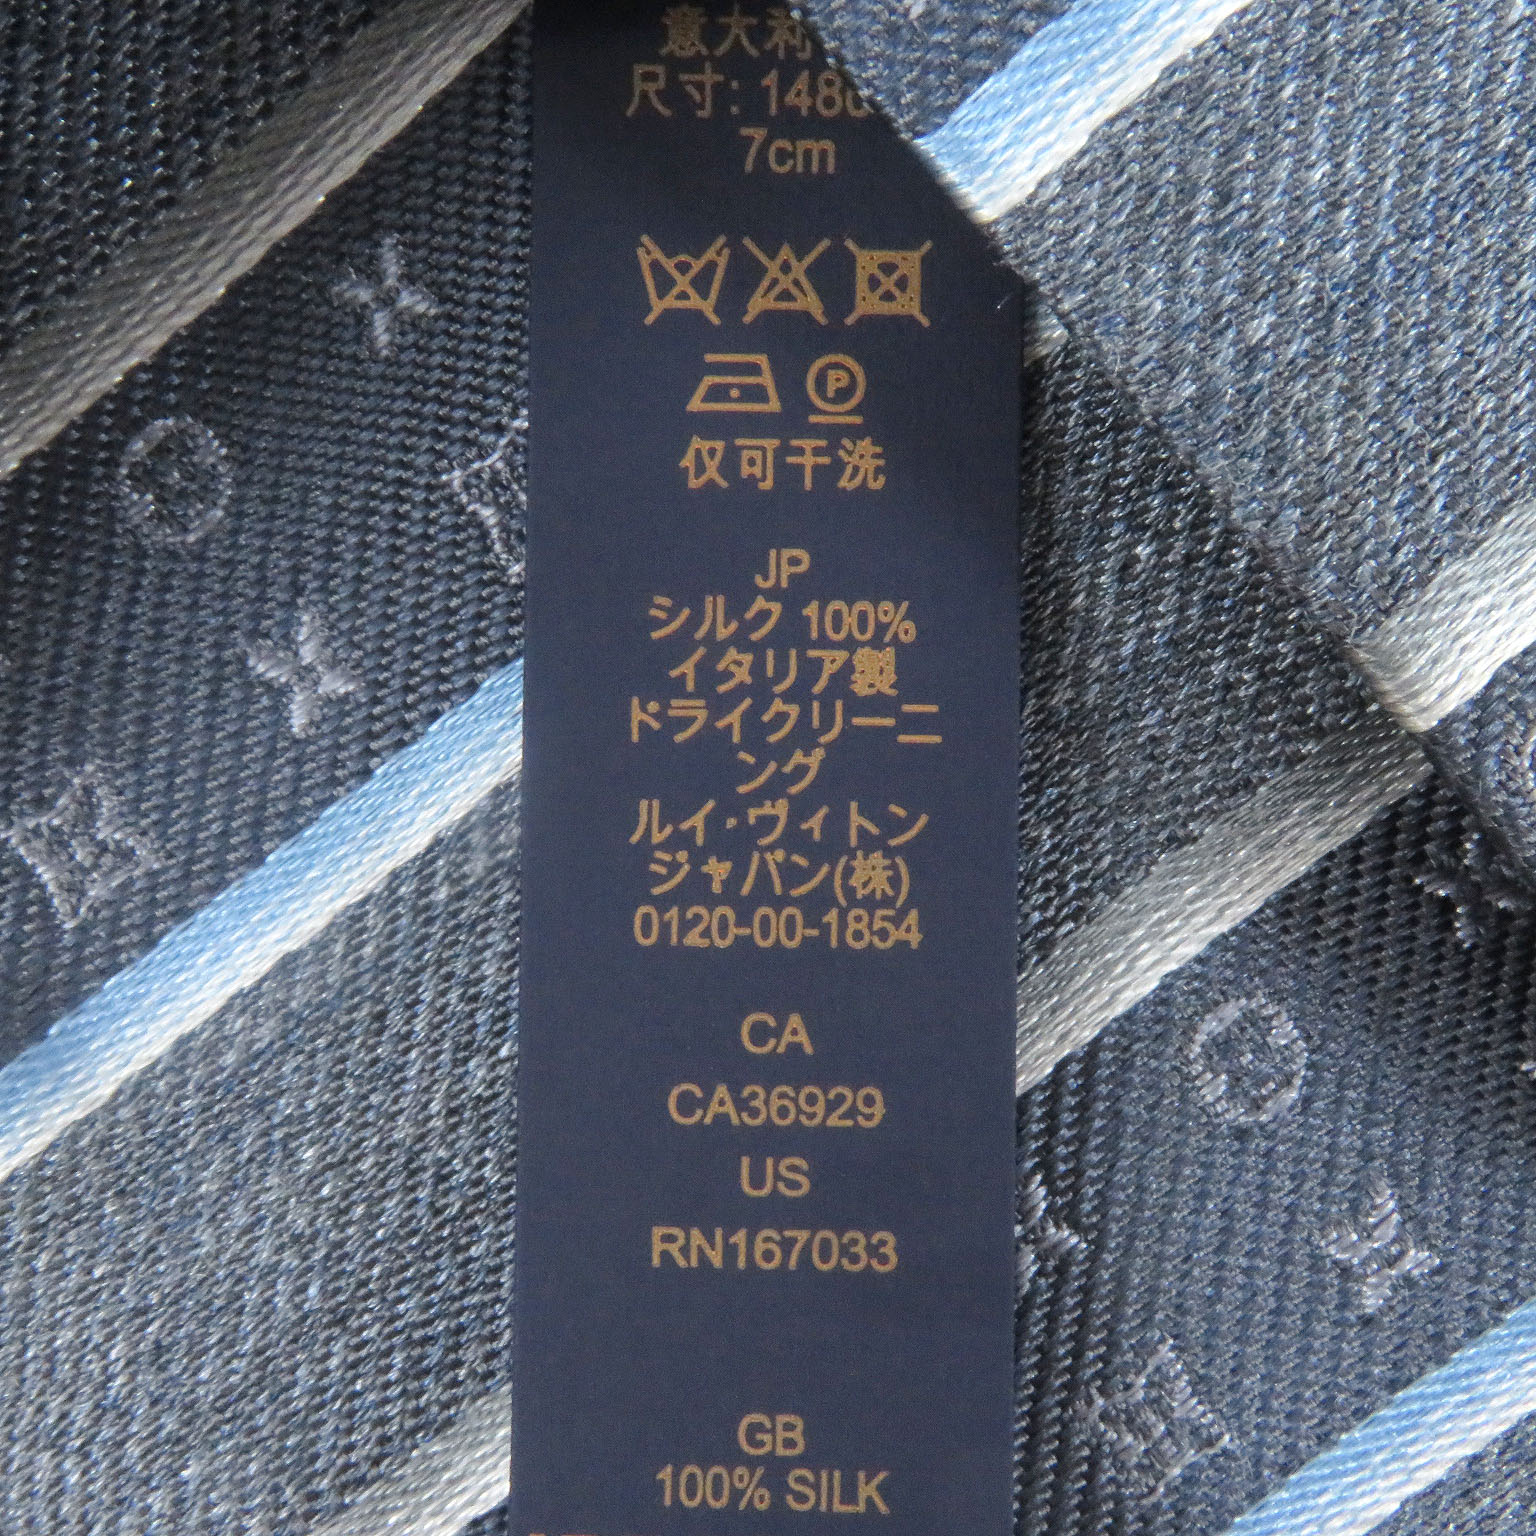 意大利
尺寸: 148c
7cm
P
仅可干洗
JP
シルク 100%
イタリア製
ドライクリーニ
ング
ルイ・ヴィトン
ジャパン(株)
0120-00-1854
CA
CA36929
US
RN167033
GB
100% SILK